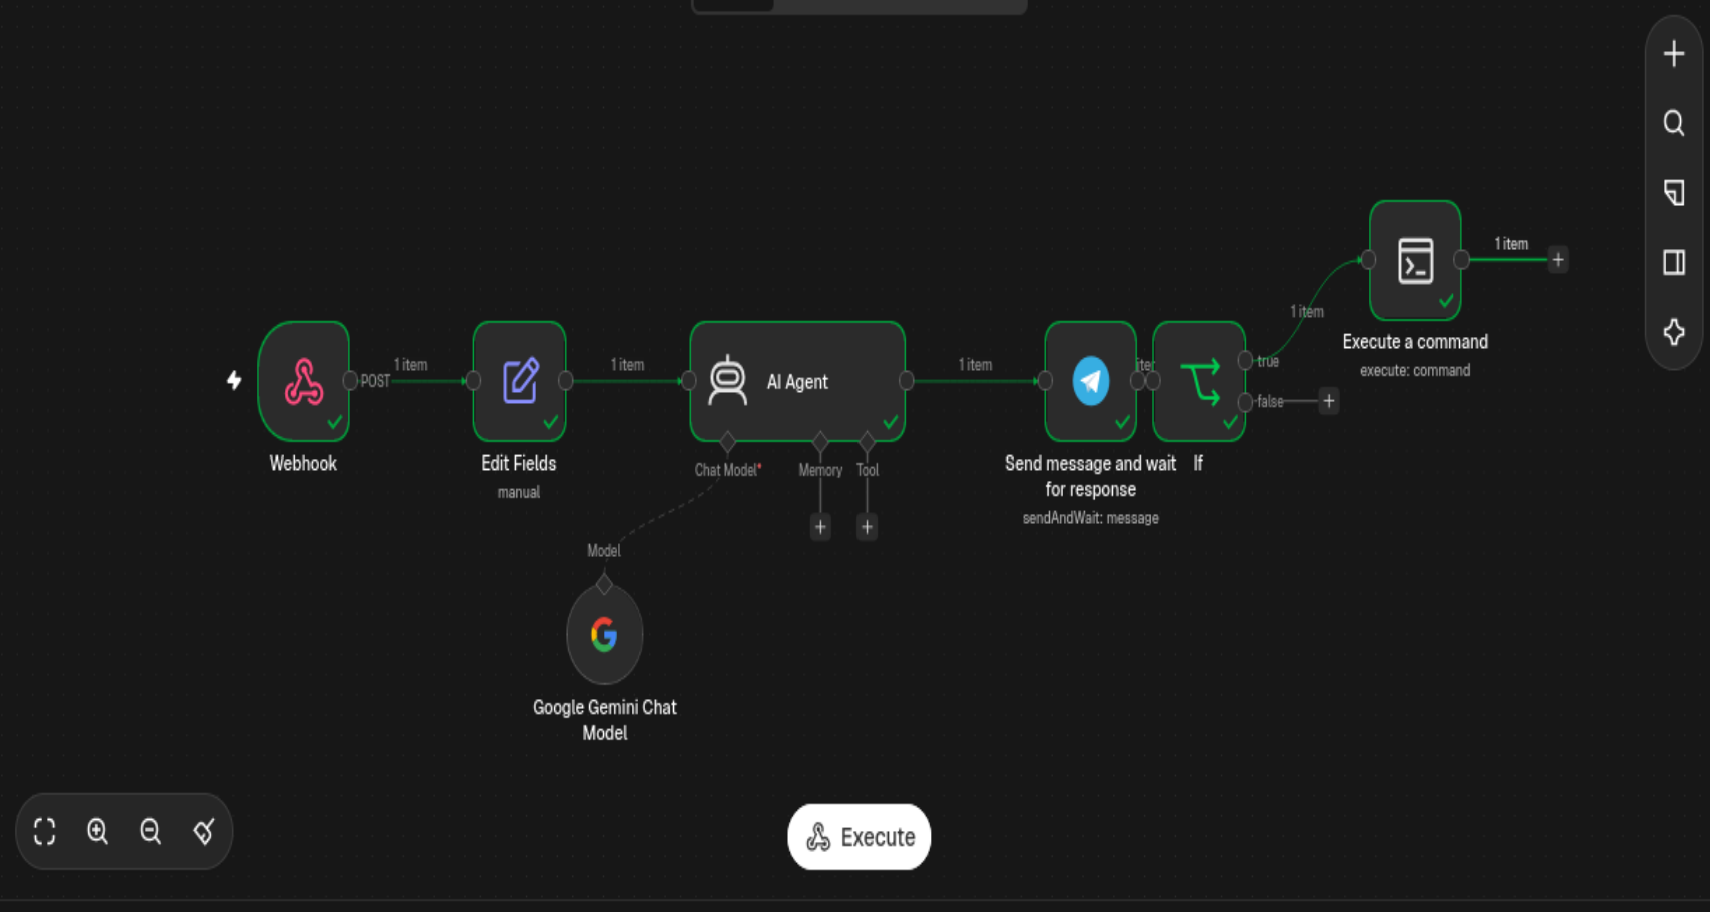 1 item
Execute a command
execute: command
1 item
POST
1 item
1 item
AI Agent
1 item
true
false
Webhook
Edit Fields
manual
Chat Model*
Memory
Tool
Send message and wait
for response
sendAndWait: message
If
Model
Google Gemini Chat
Model
Execute